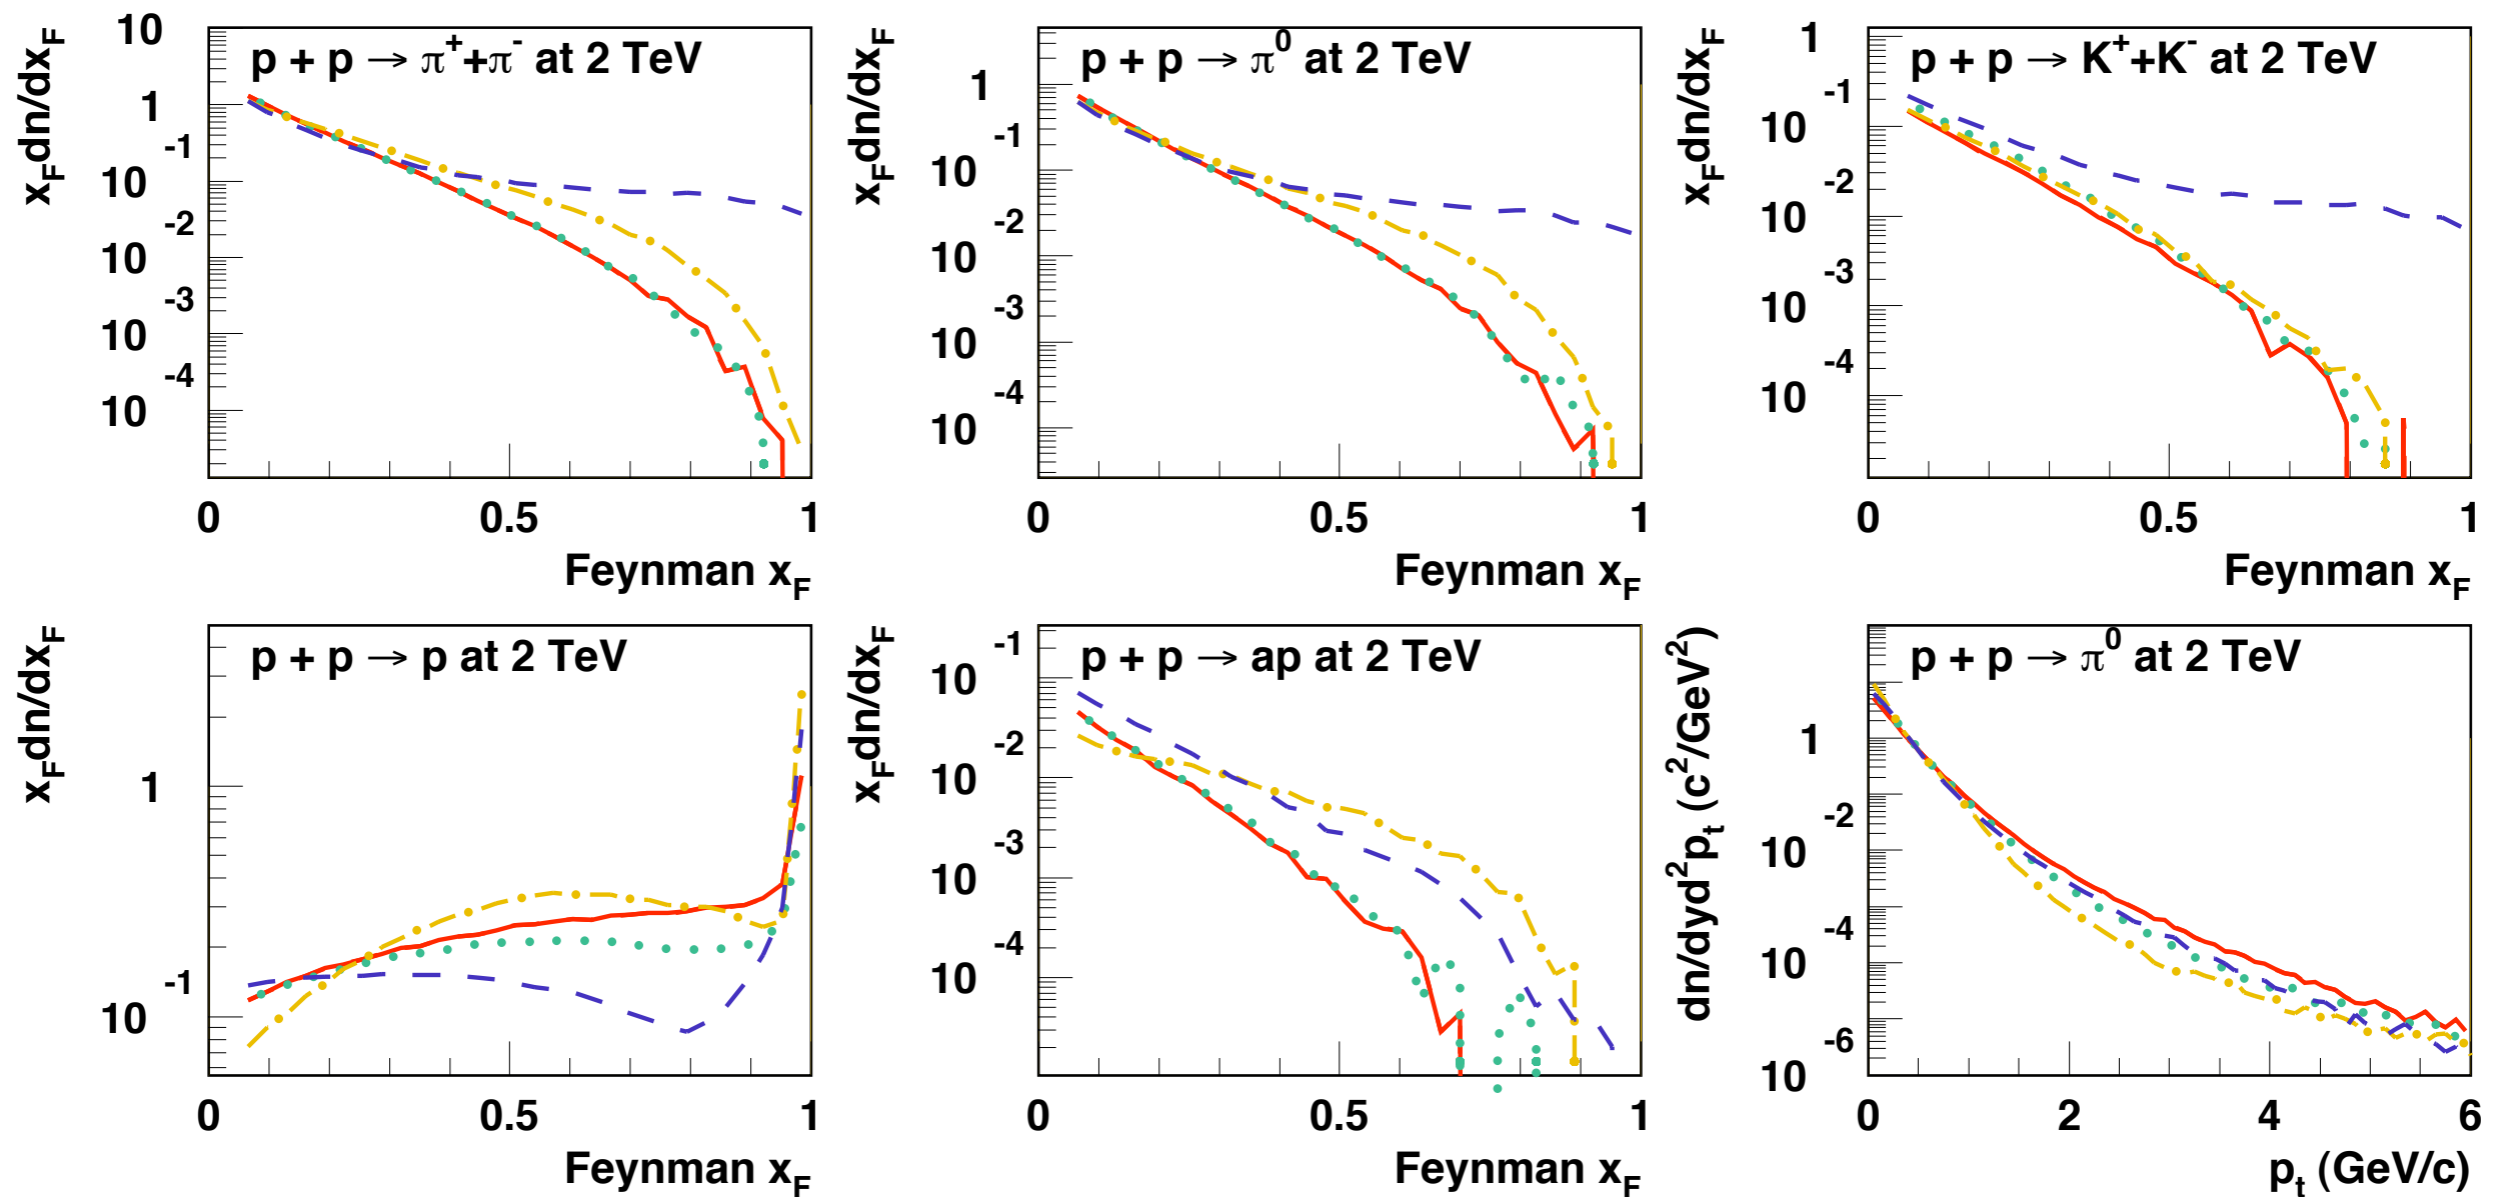 p + p → π⁺+π⁻ at 2 TeV
x_F dn/dx_F
10
1
10⁻¹
10⁻²
10⁻³
10⁻⁴
0 0.5 1
Feynman x_F
p + p → π⁰ at 2 TeV
x_F dn/dx_F
1
10⁻¹
10⁻²
10⁻³
10⁻⁴
0 0.5 1
Feynman x_F
p + p → K⁺+K⁻ at 2 TeV
x_F dn/dx_F
1
10⁻¹
10⁻²
10⁻³
10⁻⁴
0 0.5 1
Feynman x_F
p + p → p at 2 TeV
x_F dn/dx_F
1
10⁻¹
0 0.5 1
Feynman x_F
p + p → ap at 2 TeV
x_F dn/dx_F
10⁻¹
10⁻²
10⁻³
10⁻⁴
0 0.5 1
Feynman x_F
p + p → π⁰ at 2 TeV
dn/dyd²p_t (c²/GeV²)
1
10⁻²
10⁻⁴
10⁻⁶
0 2 4 6
p_t (GeV/c)